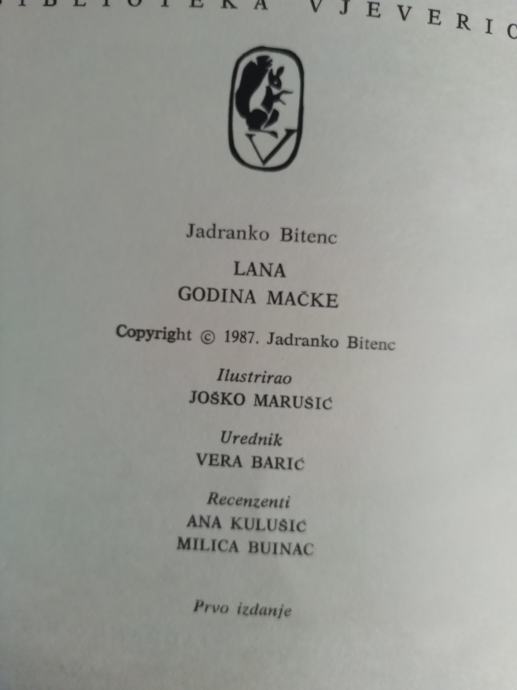 BIBLIOTEKA VJEVERIC
V
Jadranko Bitenc
LANA
GODINA MAČKE
Copyright © 1987. Jadranko Bitenc
Ilustrirao
JOŠKO MARUŠIĆ
Urednik
VERA BARIĆ
Recenzenti
ANA KULUŠIĆ
MILICA BUINAC
Prvo izdanje